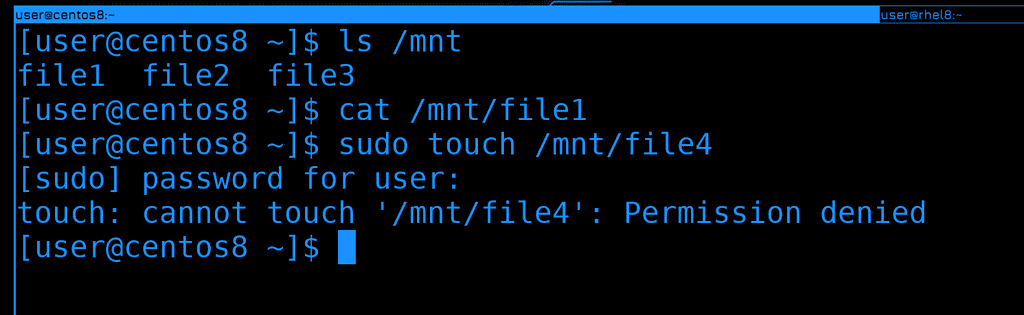 user@centos8:~ user@rhel8:~
[user@centos8 ~]$ ls /mnt
file1  file2  file3
[user@centos8 ~]$ cat /mnt/file1
[user@centos8 ~]$ sudo touch /mnt/file4
[sudo] password for user:
touch: cannot touch '/mnt/file4': Permission denied
[user@centos8 ~]$